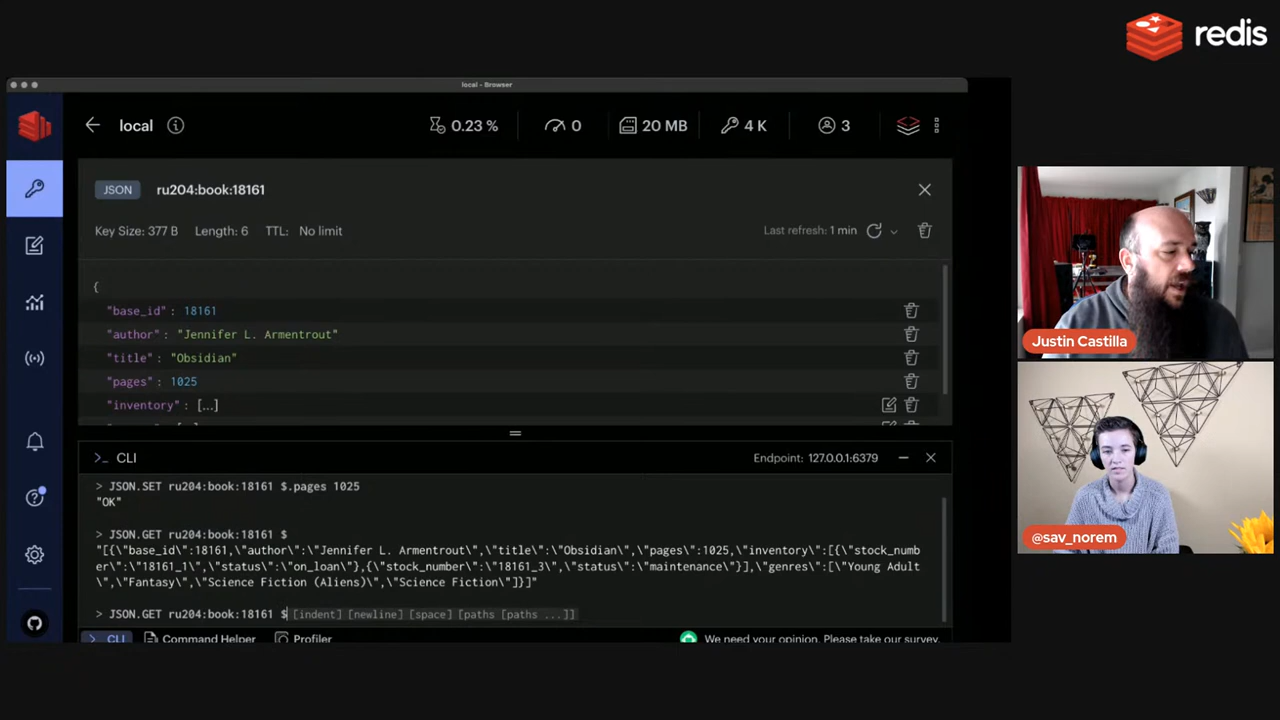 redis
local - Browser
local
0.23 %
0
20 MB
4 K
3
JSON
ru204:book:18161
Key Size: 377 B
Length: 6
TTL:
No limit
Last refresh: 1 min
{
"base_id" : 18161
"author" : "Jennifer L. Armentrout"
"title" : "Obsidian"
"pages" : 1025
"inventory" : [...]
>_ CLI
Endpoint: 127.0.0.1:6379
> JSON.SET ru204:book:18161 $.pages 1025
"OK"
> JSON.GET ru204:book:18161 $
"[{\"base_id\":18161,\"author\":\"Jennifer L. Armentrout\",\"title\":\"Obsidian\",\"pages\":1025,\"inventory\":[{\"stock_numb
er\":\"18161_1\",\"status\":\"on_loan\"},{\"stock_number\":\"18161_3\",\"status\":\"maintenance\"}],\"genres\":[\"Young Adult
\",\"Fantasy\",\"Science Fiction (Aliens)\",\"Science Fiction\"]}]"
> JSON.GET ru204:book:18161 $[indent] [newline] [space] [paths [paths ...]]
CLI
Command Helper
Profiler
We need your opinion. Please take our survey.
Justin Castilla
@sav_norem